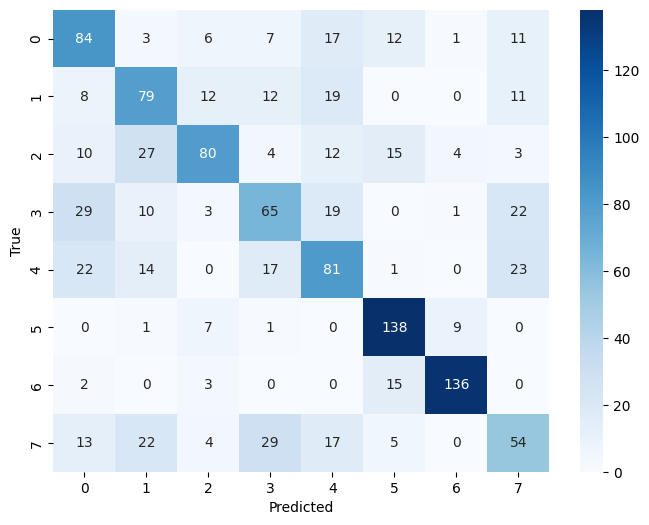 0 84 3 6 7 17 12 1 11
1 8 79 12 12 19 0 0 11
2 10 27 80 4 12 15 4 3
3 29 10 3 65 19 0 1 22
4 22 14 0 17 81 1 0 23
5 0 1 7 1 0 138 9 0
6 2 0 3 0 0 15 136 0
7 13 22 4 29 17 5 0 54
0 1 2 3 4 5 6 7
Predicted
True
120
100
80
60
40
20
0